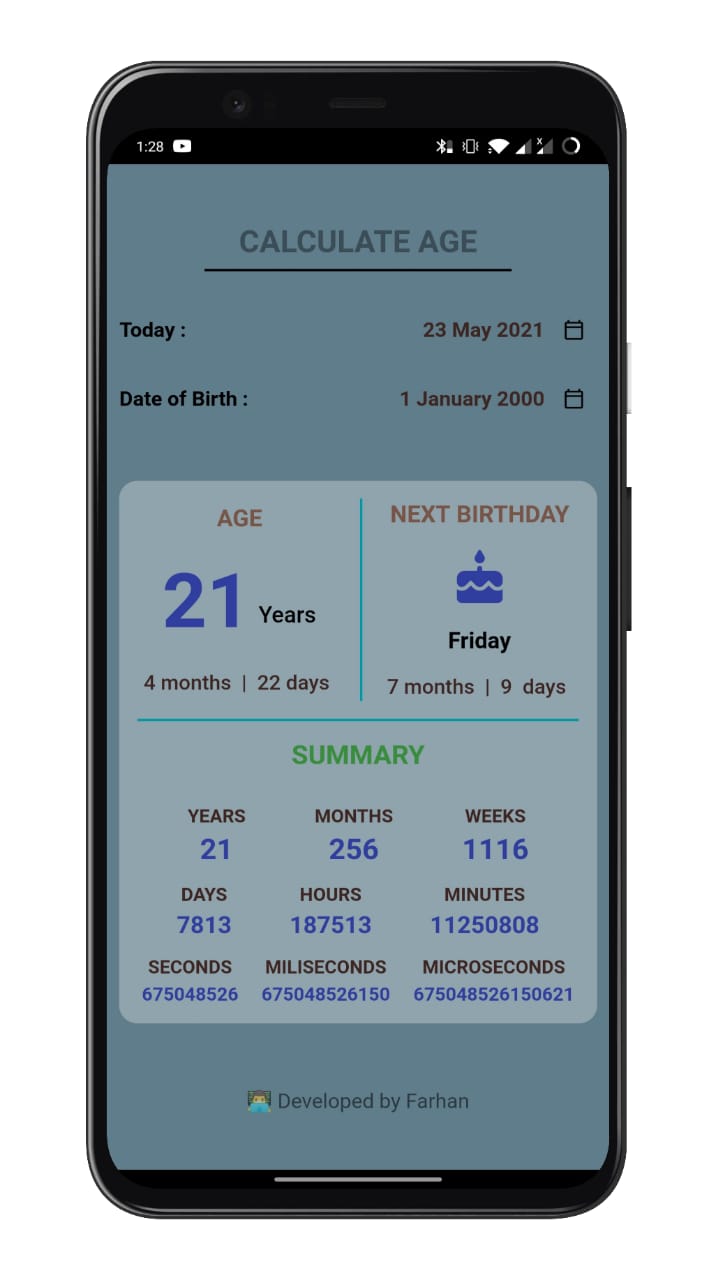 1:28
CALCULATE AGE
Today : 23 May 2021
Date of Birth : 1 January 2000
AGE
21 Years
4 months | 22 days
NEXT BIRTHDAY
Friday
7 months | 9 days
SUMMARY
YEARS MONTHS WEEKS
21 256 1116
DAYS HOURS MINUTES
7813 187513 11250808
SECONDS MILISECONDS MICROSECONDS
675048526 675048526150 675048526150621
👨🏽‍💻 Developed by Farhan